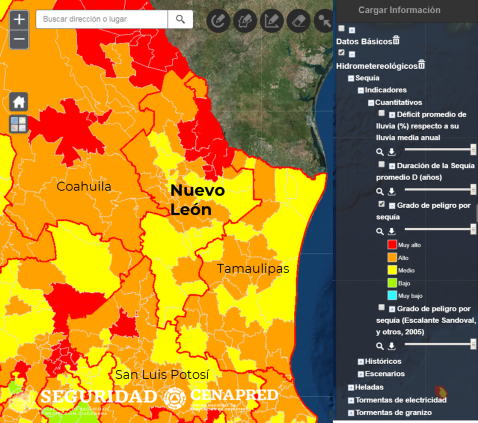 Buscar dirección o lugar
Coahuila
Nuevo
León
Tamaulipas
San Luis Potosí
SEGURIDAD
CENAPRED
Cargar Información
Datos Básicos
Hidrometereológicos
Sequía
Indicadores
Cuantitativos
Déficit promedio de
lluvia (%) respecto a su
lluvia media anual
Duración de la Sequía
promedio D (años)
Grado de peligro por
sequía
Muy alto
Alto
Medio
Bajo
Muy bajo
Grado de peligro por
sequía (Escalante Sandoval,
y otros, 2005)
Históricos
Escenarios
Heladas
Tormentas de electricidad
Tormentas de granizo